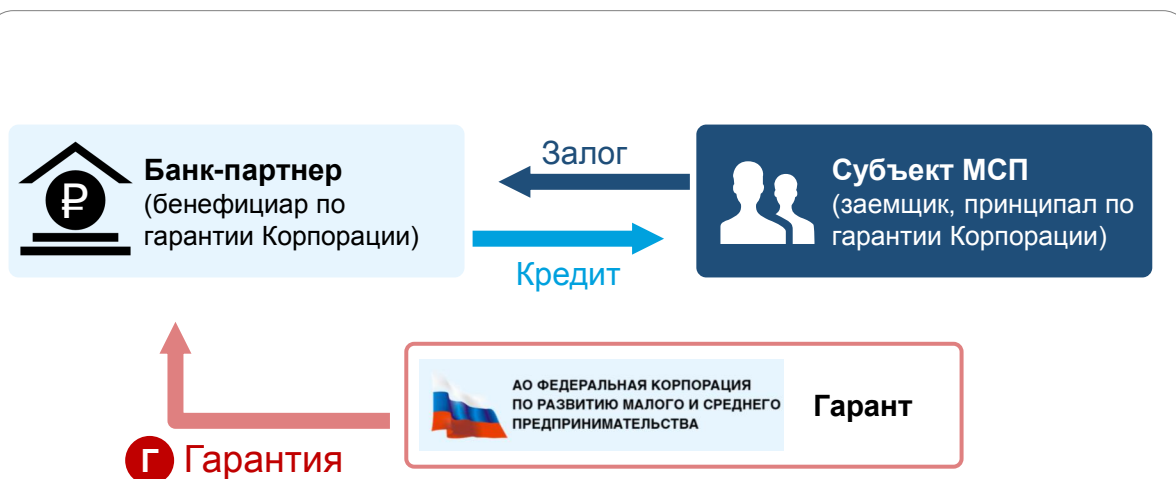 Банк-партнер
(бенефициар по
гарантии Корпорации)
Залог
Кредит
Субъект МСП
(заемщик, принципал по
гарантии Корпорации)
АО ФЕДЕРАЛЬНАЯ КОРПОРАЦИЯ
ПО РАЗВИТИЮ МАЛОГО И СРЕДНЕГО
ПРЕДПРИНИМАТЕЛЬСТВА
Гарант
Г Гарантия